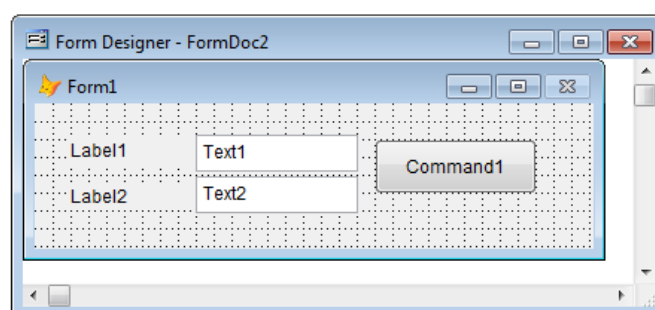 Form Designer - FormDoc2
Form1
Label1 Text1 Command1
Label2 Text2